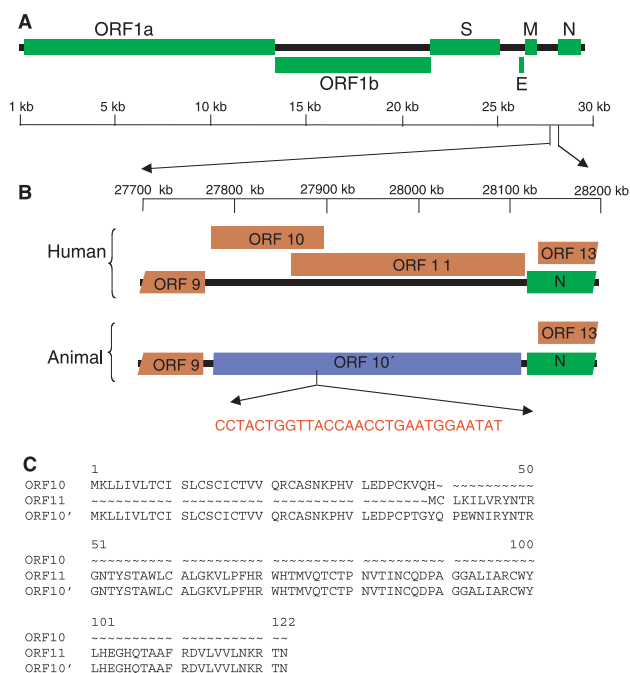 A
ORF1a
S
M
N
ORF1b
E
1 kb
5 kb
10 kb
15 kb
20 kb
25 kb
30 kb
B
27700 kb
27800 kb
27900 kb
28000 kb
28100 kb
28200 kb
Human
ORF 10
ORF 1 1
ORF 13
ORF 9
N
Animal
ORF 13
ORF 9
ORF 10´
N
CCTACTGGTTACCAACCTGAATGGAATAT
C
1 50
ORF10 MKLLIVLTCI SLCSCICTVV QRCASNKPHV LEDPCKVQH~ ~~~~~~~~~~
ORF11 ~~~~~~~~~~ ~~~~~~~~~~ ~~~~~~~~~~ ~~~~~~~~MC LKILVRYNTR
ORF10’ MKLLIVLTCI SLCSCICTVV QRCASNKPHV LEDPCPTGYQ PEWNIRYNTR
51 100
ORF10 ~~~~~~~~~~ ~~~~~~~~~~ ~~~~~~~~~~ ~~~~~~~~~~ ~~~~~~~~~~
ORF11 GNTYSTAWLC ALGKVLPFHR WHTMVQTCTP NVTINCQDPA GGALIARCWY
ORF10’ GNTYSTAWLC ALGKVLPFHR WHTMVQTCTP NVTINCQDPA GGALIARCWY
101 122
ORF10 ~~~~~~~~~~ ~~~~~~~~~~ ~~
ORF11 LHEGHQTAAF RDVLVVLNKR TN
ORF10’ LHEGHQTAAF RDVLVVLNKR TN